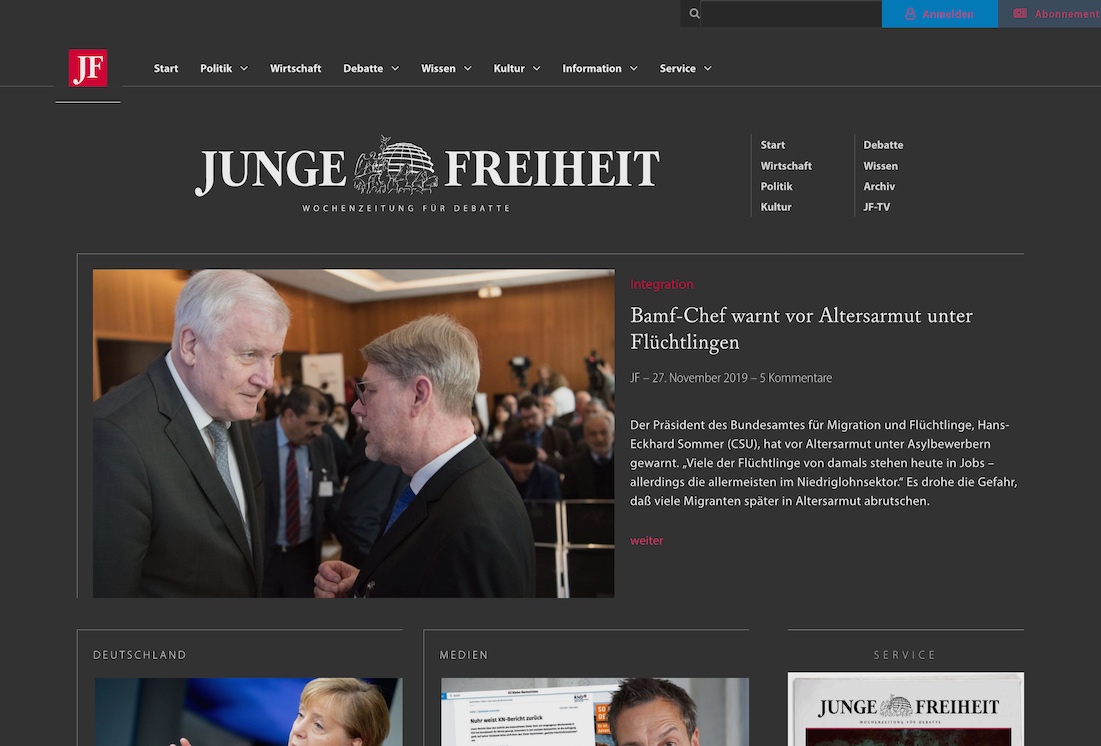 Anmelden
Abonnement
JF
Start Politik Wirtschaft Debatte Wissen Kultur Information Service
JUNGE FREIHEIT
WOCHENZEITUNG FÜR DEBATTE
Start
Wirtschaft
Politik
Kultur
Debatte
Wissen
Archiv
JF-TV
Integration
Bamf-Chef warnt vor Altersarmut unter
Flüchtlingen
JF – 27. November 2019 – 5 Kommentare
Der Präsident des Bundesamtes für Migration und Flüchtlinge, Hans-
Eckhard Sommer (CSU), hat vor Altersarmut unter Asylbewerbern
gewarnt. „Viele der Flüchtlinge von damals stehen heute in Jobs –
allerdings die allermeisten im Niedriglohnsektor.“ Es drohe die Gefahr,
daß viele Migranten später in Altersarmut abrutschen.
weiter
DEUTSCHLAND
MEDIEN
Nuhr weist KN-Bericht zurück
SERVICE
JUNGE FREIHEIT
WOCHENZEITUNG FÜR DEBATTE